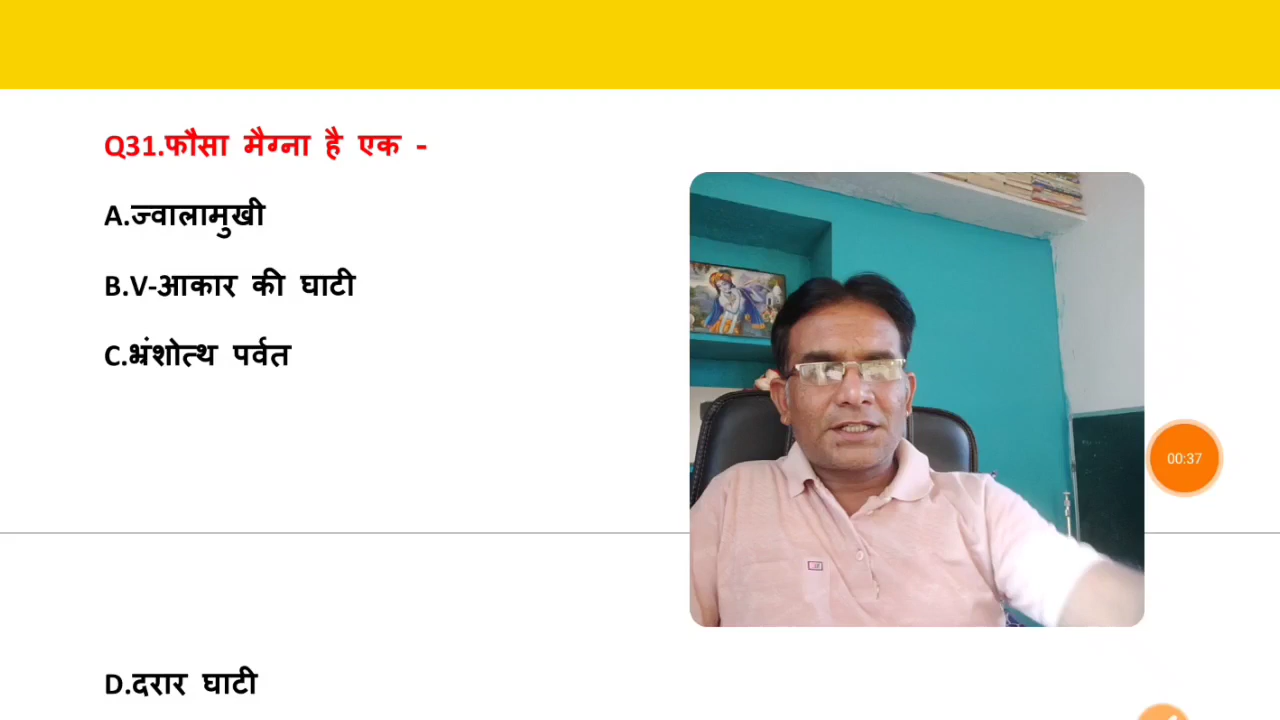 Q31.फौसा मैग्ना है एक -
A.ज्वालामुखी
B.V-आकार की घाटी
C.भ्रंशोत्थ पर्वत
00:37
D.दरार घाटी